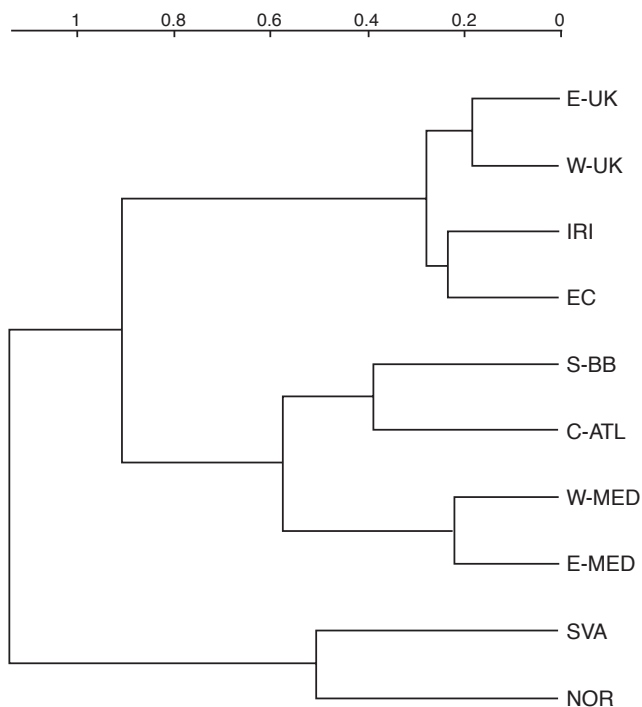 1 0.8 0.6 0.4 0.2 0
E-UK
W-UK
IRI
EC
S-BB
C-ATL
W-MED
E-MED
SVA
NOR